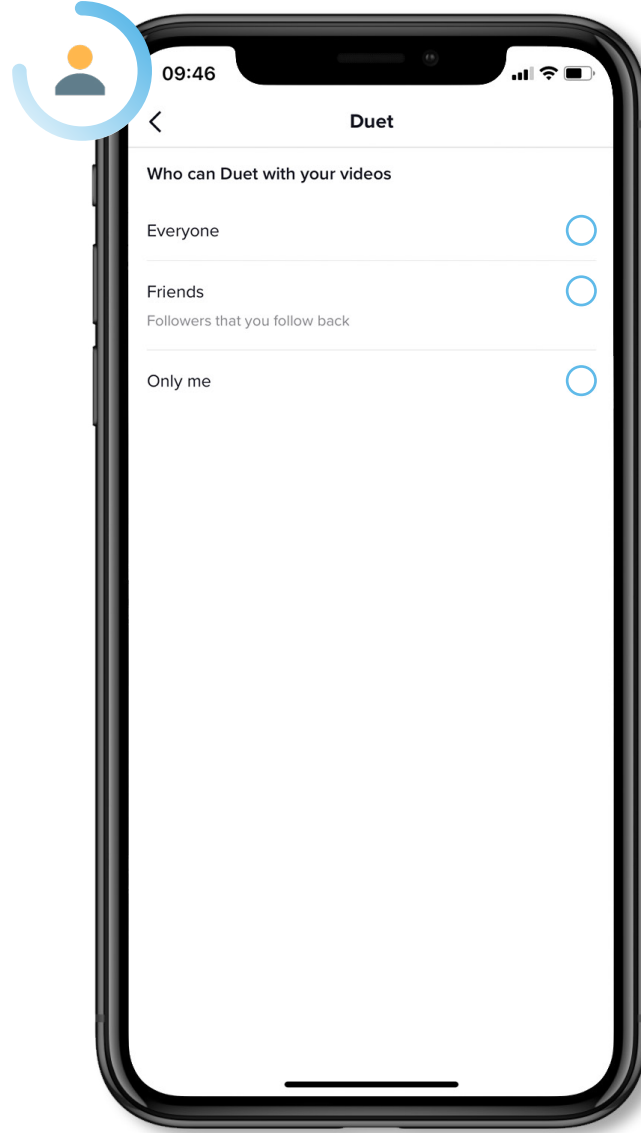 09:46
Duet
Who can Duet with your videos
Everyone
Friends
Followers that you follow back
Only me